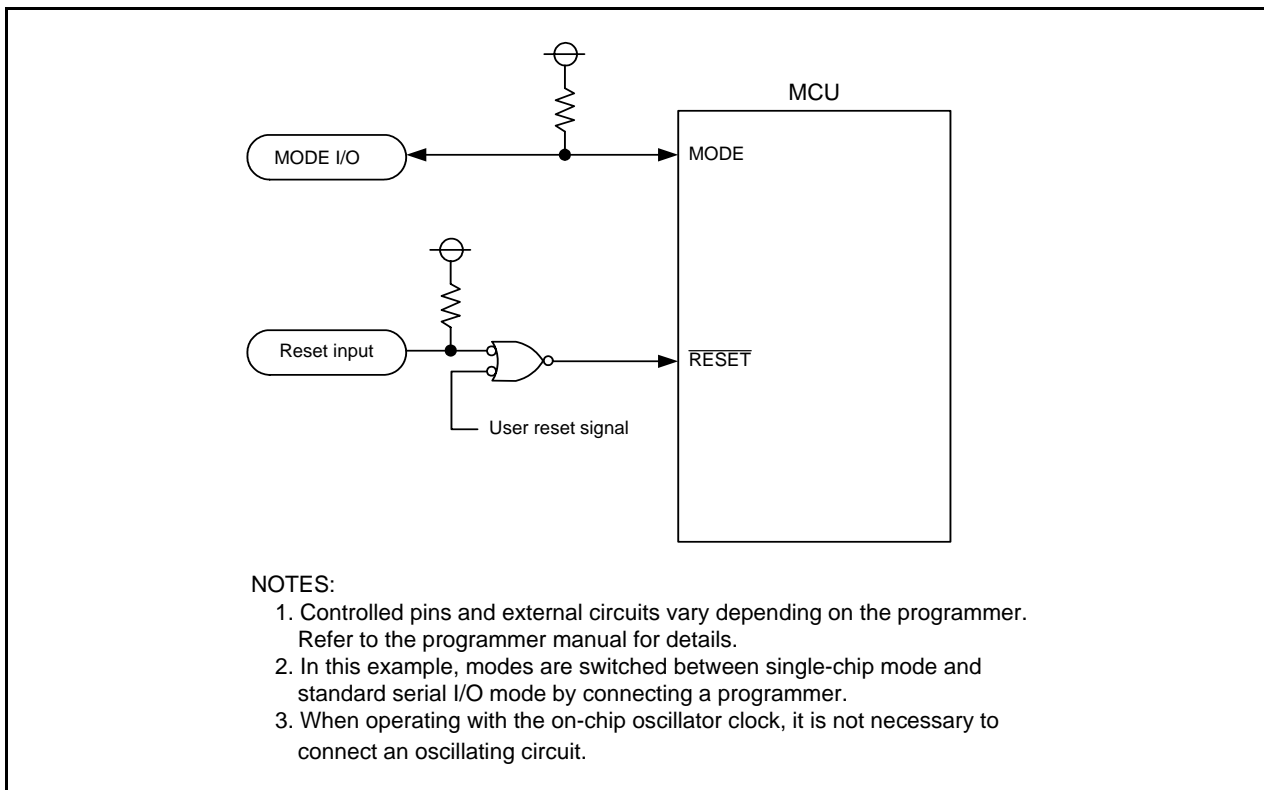 MCU
MODE I/O
MODE
Reset input
RESET
User reset signal
NOTES:
1. Controlled pins and external circuits vary depending on the programmer.
Refer to the programmer manual for details.
2. In this example, modes are switched between single-chip mode and
standard serial I/O mode by connecting a programmer.
3. When operating with the on-chip oscillator clock, it is not necessary to
connect an oscillating circuit.